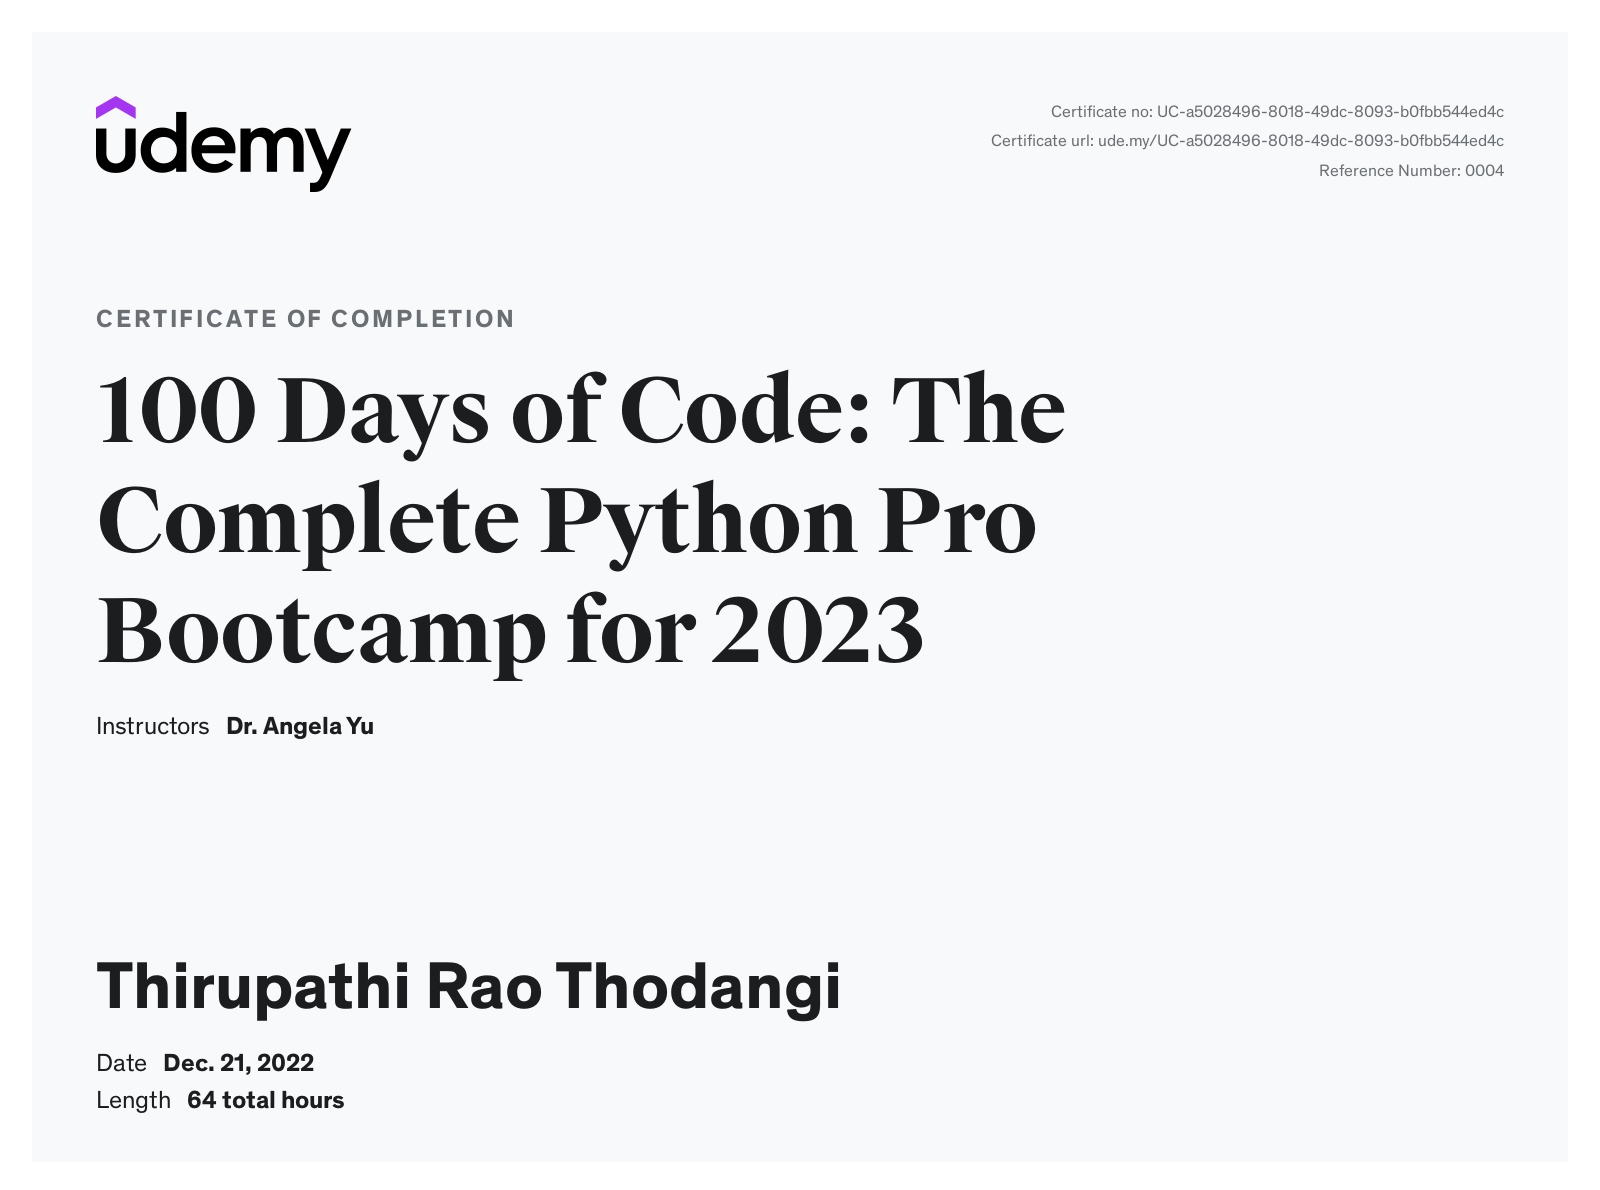 udemy
Certificate no: UC-a5028496-8018-49dc-8093-b0fbb544ed4c
Certificate url: ude.my/UC-a5028496-8018-49dc-8093-b0fbb544ed4c
Reference Number: 0004
CERTIFICATE OF COMPLETION
100 Days of Code: The
Complete Python Pro
Bootcamp for 2023
Instructors Dr. Angela Yu
Thirupathi Rao Thodangi
Date Dec. 21, 2022
Length 64 total hours